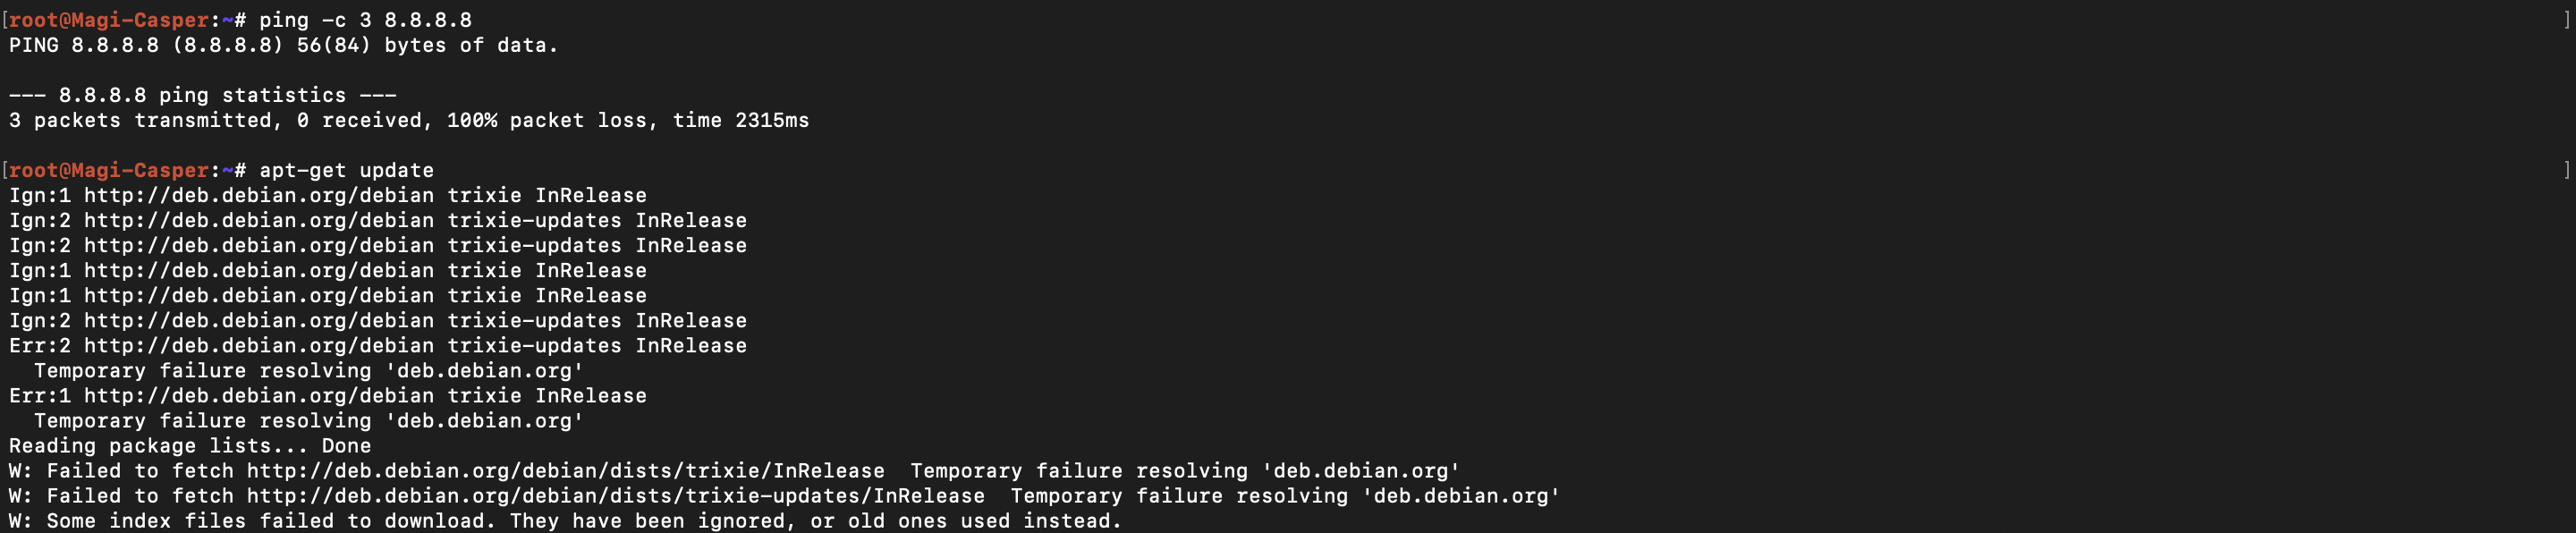 [root@Magi-Casper:~# ping -c 3 8.8.8.8 ]
PING 8.8.8.8 (8.8.8.8) 56(84) bytes of data.
--- 8.8.8.8 ping statistics ---
3 packets transmitted, 0 received, 100% packet loss, time 2315ms
[root@Magi-Casper:~# apt-get update ]
Ign:1 http://deb.debian.org/debian trixie InRelease
Ign:2 http://deb.debian.org/debian trixie-updates InRelease
Ign:2 http://deb.debian.org/debian trixie-updates InRelease
Ign:1 http://deb.debian.org/debian trixie InRelease
Ign:1 http://deb.debian.org/debian trixie InRelease
Ign:2 http://deb.debian.org/debian trixie-updates InRelease
Err:2 http://deb.debian.org/debian trixie-updates InRelease
  Temporary failure resolving 'deb.debian.org'
Err:1 http://deb.debian.org/debian trixie InRelease
  Temporary failure resolving 'deb.debian.org'
Reading package lists... Done
W: Failed to fetch http://deb.debian.org/debian/dists/trixie/InRelease  Temporary failure resolving 'deb.debian.org'
W: Failed to fetch http://deb.debian.org/debian/dists/trixie-updates/InRelease  Temporary failure resolving 'deb.debian.org'
W: Some index files failed to download. They have been ignored, or old ones used instead.